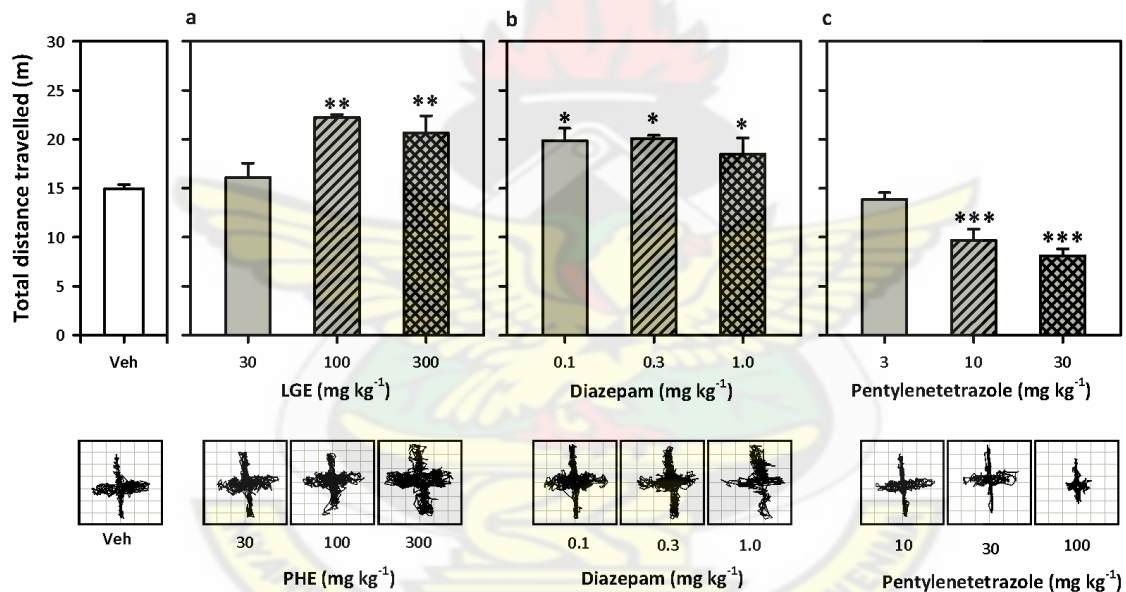 a
b
c
Total distance travelled (m)
30
25
20
15
10
5
0
** **
* * *
*** ***
Veh
30 100 300
0.1 0.3 1.0
3 10 30
LGE (mg kg⁻¹)
Diazepam (mg kg⁻¹)
Pentylenetetrazole (mg kg⁻¹)
Veh
30 100 300
0.1 0.3 1.0
10 30 100
PHE (mg kg⁻¹)
Diazepam (mg kg⁻¹)
Pentylenetetrazole (mg kg⁻¹)